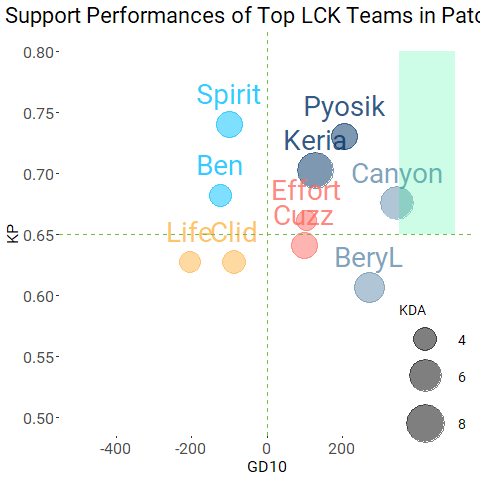 Support Performances of Top LCK Teams in Patc
0.80
0.75
0.70
0.65
0.60
0.55
0.50
KP
Spirit
Pyosik
Keria
Ben
Canyon
Effort
Cuzz
Life
Clid
BeryL
KDA
4
6
8
-400
-200
0
200
GD10